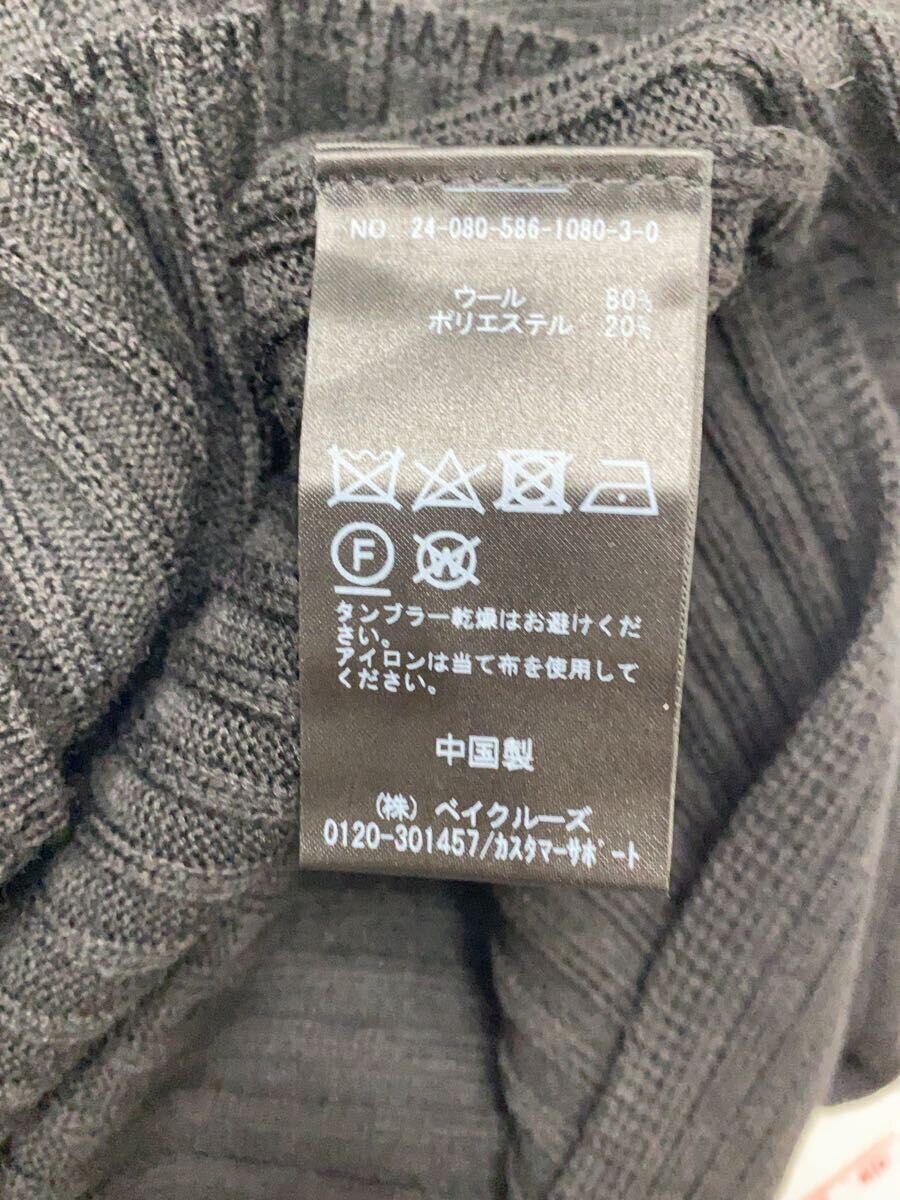 NO. 24-080-586-1080-3-0
ウール 80%
ポリエステル 20%
F W
タンブラー乾燥はお避けくだ
さい。
アイロンは当て布を使用して
ください。
中国製
(株) ベイクルーズ
0120-301457/カスタマーサポート